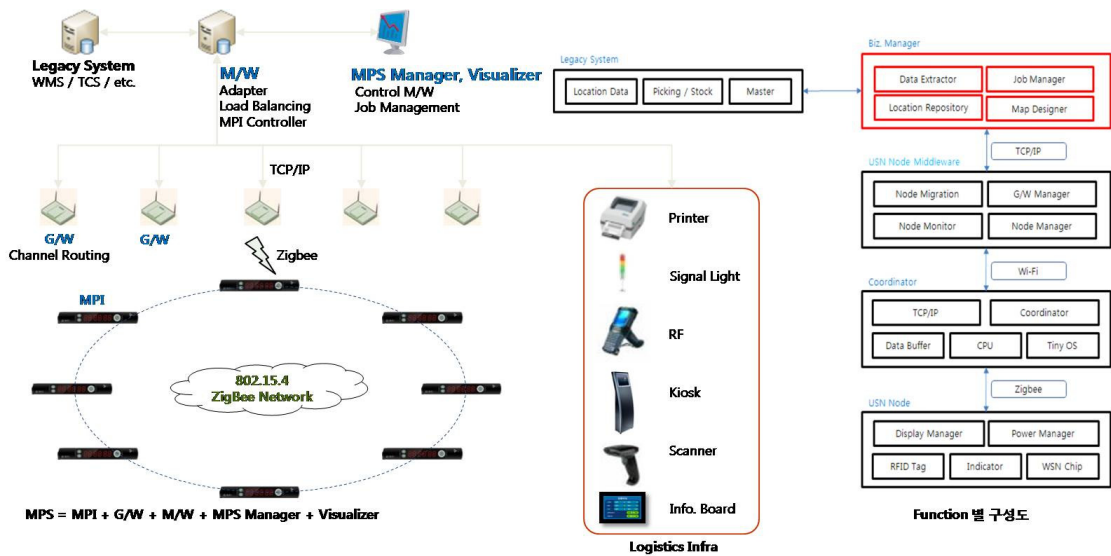 Legacy System
WMS / TCS / etc.
M/W
Adapter
Load Balancing
MPI Controller
MPS Manager, Visualizer
Control M/W
Job Management
TCP/IP
G/W
Channel Routing
G/W
Zigbee
MPI
802.15.4
ZigBee Network
MPS = MPI + G/W + M/W + MPS Manager + Visualizer
Printer
Signal Light
RF
Kiosk
Scanner
Info. Board
Logistics Infra
Legacy System
Location Data
Picking / Stock
Master
Biz. Manager
Data Extractor
Job Manager
Location Repository
Map Designer
TCP/IP
USN Node Middleware
Node Migration
G/W Manager
Node Monitor
Node Manager
Wi-Fi
Coordinator
TCP/IP
Coordinator
Data Buffer
CPU
Tiny OS
Zigbee
USN Node
Display Manager
Power Manager
RFID Tag
Indicator
WSN Chip
Function 별 구성도